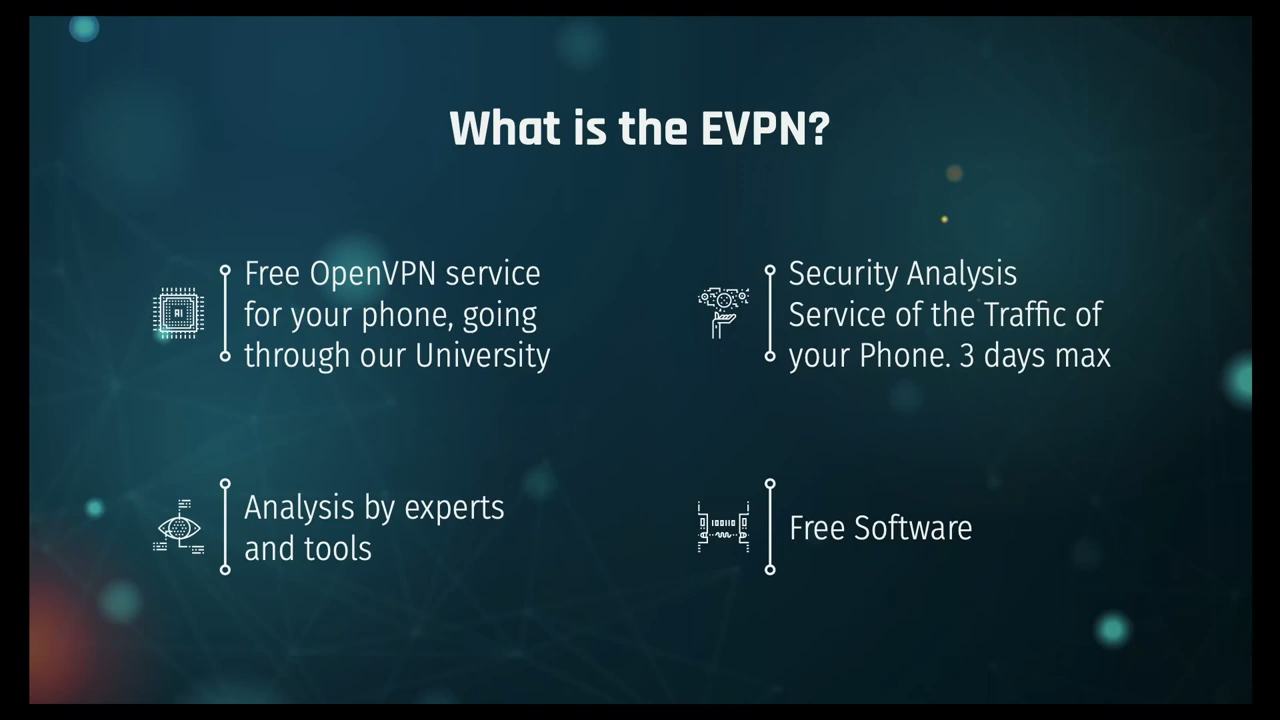 What is the EVPN?
AI
Free OpenVPN service
for your phone, going
through our University
Security Analysis
Service of the Traffic of
your Phone. 3 days max
Analysis by experts
and tools
Free Software